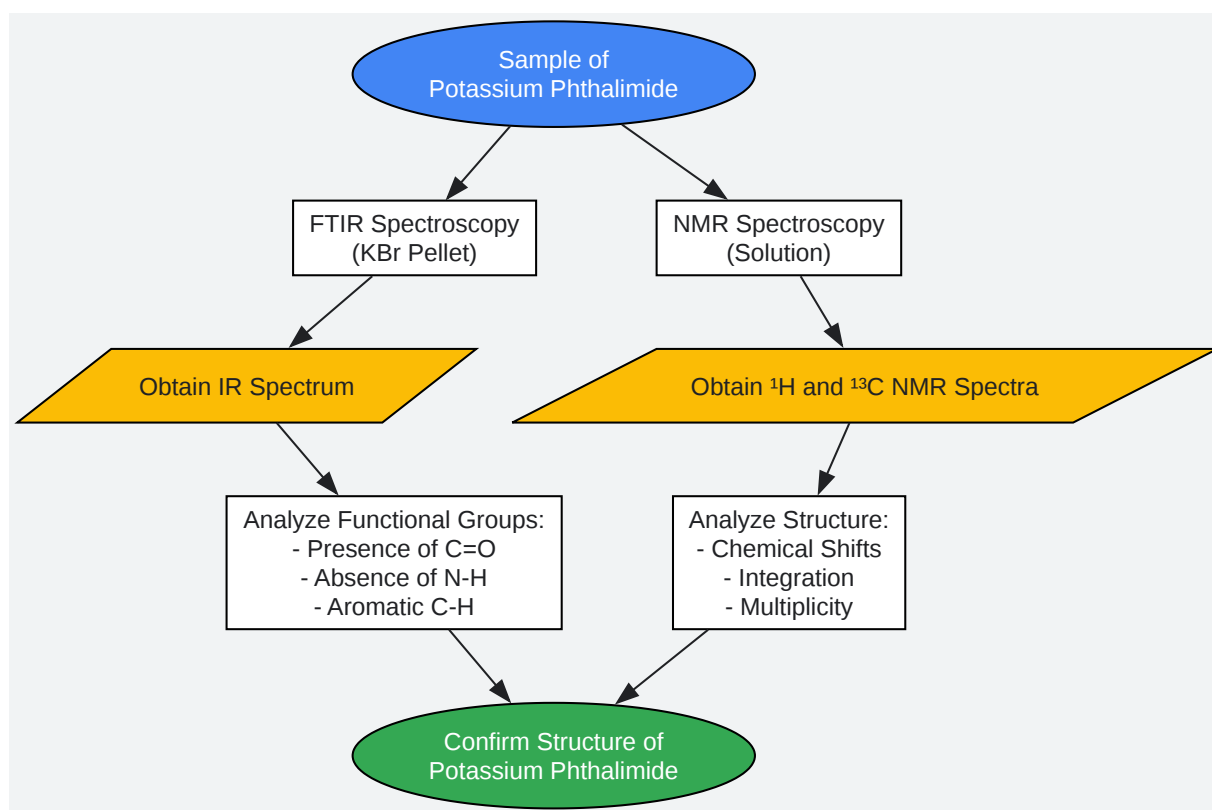 Sample of
Potassium Phthalimide
FTIR Spectroscopy
(KBr Pellet)
NMR Spectroscopy
(Solution)
Obtain IR Spectrum
Obtain ¹H and ¹³C NMR Spectra
Analyze Functional Groups:
- Presence of C=O
- Absence of N-H
- Aromatic C-H
Analyze Structure:
- Chemical Shifts
- Integration
- Multiplicity
Confirm Structure of
Potassium Phthalimide